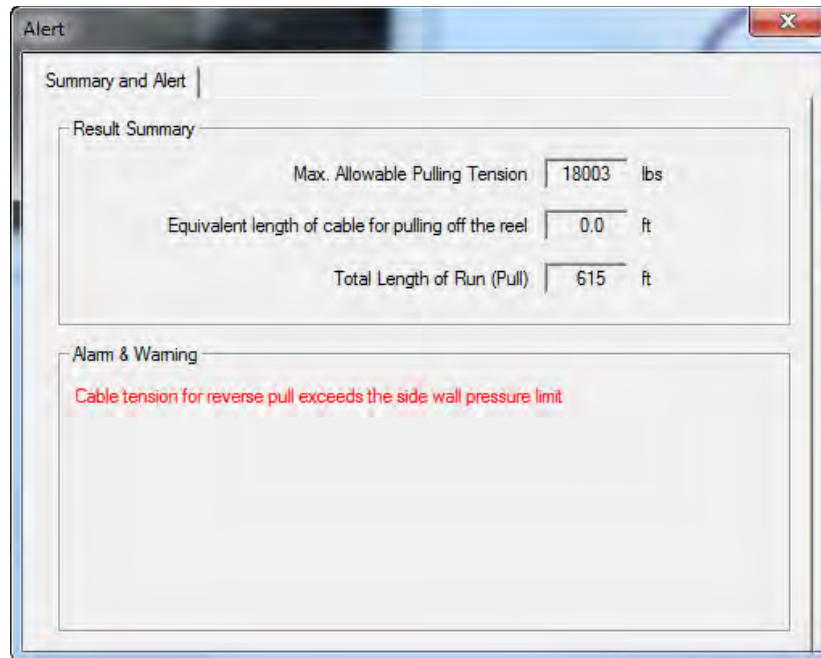 Alert
Summary and Alert
Result Summary
Max. Allowable Pulling Tension 18003 lbs
Equivalent length of cable for pulling off the reel 0.0 ft
Total Length of Run (Pull) 615 ft
Alarm & Warning
Cable tension for reverse pull exceeds the side wall pressure limit